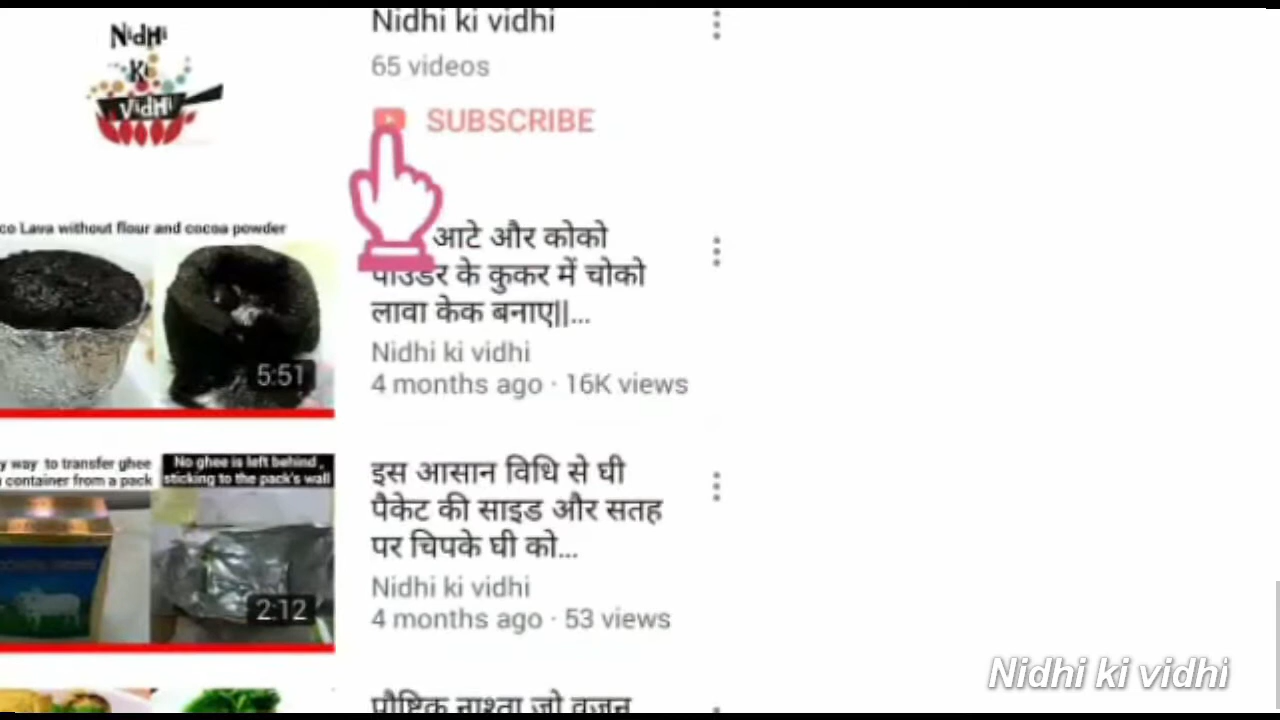 NidHi
Ki
VidHi
Nidhi ki vidhi
65 videos
SUBSCRIBE
co Lava without flour and cocoa powder
5:51
आटे और कोको
पाउडर के कुकर में चोको
लावा केक बनाए||...
Nidhi ki vidhi
4 months ago · 16K views
y way to transfer ghee
container from a pack
No ghee is left behind,
sticking to the pack's wall
2:12
इस आसान विधि से घी
पैकेट की साइड और सतह
पर चिपके घी को...
Nidhi ki vidhi
4 months ago · 53 views
पौष्टिक नाश्ता जो वजन
Nidhi ki vidhi